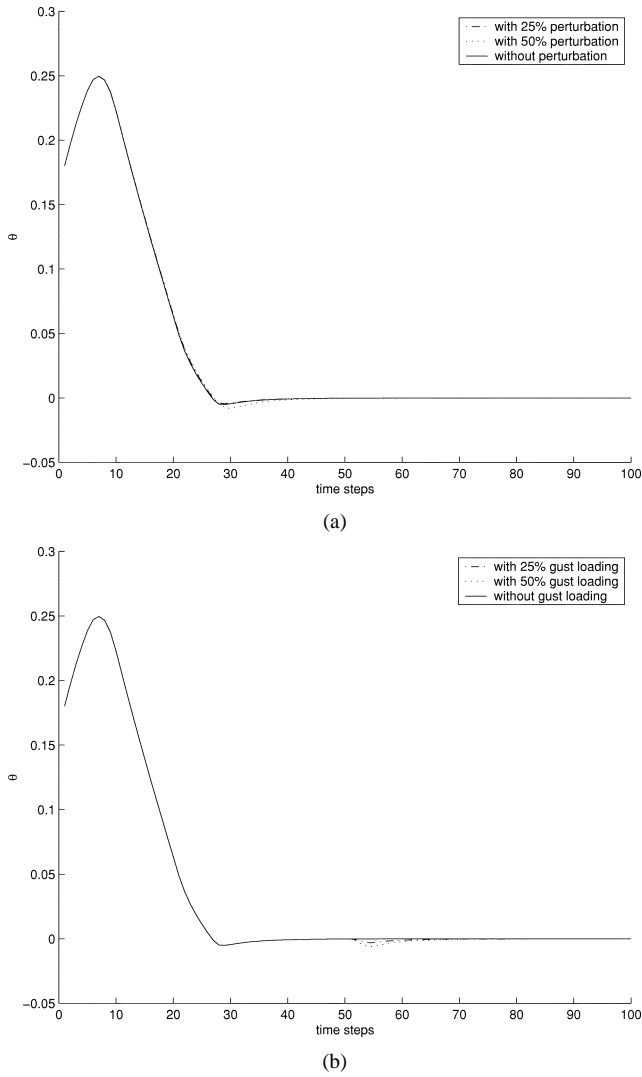 0.3
0.25
0.2
0.15
0.1
0.05
0
−0.05
θ
with 25% perturbation
with 50% perturbation
without perturbation
0 10 20 30 40 50 60 70 80 90 100
time steps
(a)
0.3
0.25
0.2
0.15
0.1
0.05
0
−0.05
θ
with 25% gust loading
with 50% gust loading
without gust loading
0 10 20 30 40 50 60 70 80 90 100
time steps
(b)